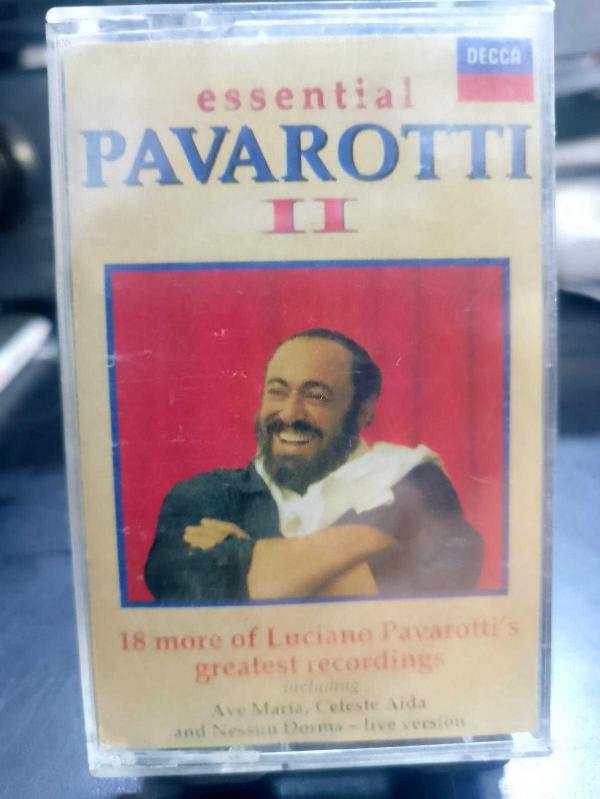 DECCA
essential
PAVAROTTI
II
18 more of Luciano Pavarotti's
greatest recordings
including
Ave Maria, Celeste Aida
and Nessun Dorma - live version